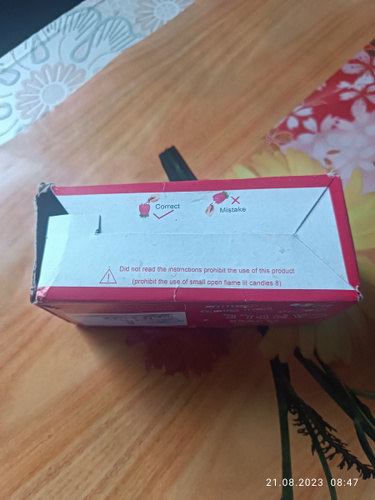 Correct
Mistake
Did not read the instructions prohibit the use of this product
(prohibit the use of small open flame lit candles 8)
21.08.2023 08:47